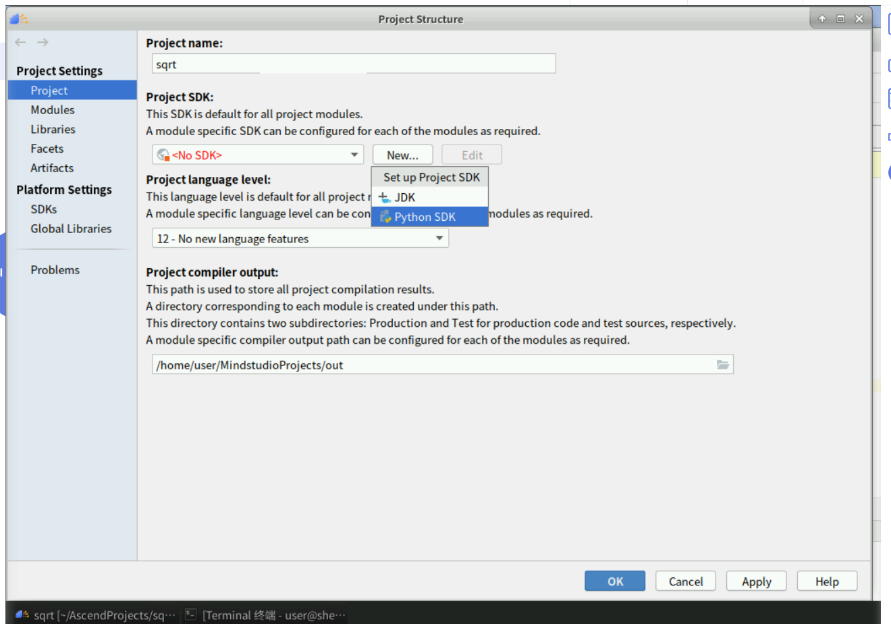 Project Structure
Project name:
sqrt
Project Settings
Project
Modules
Libraries
Facets
Artifacts
Platform Settings
SDKs
Global Libraries
Problems
Project SDK:
This SDK is default for all project modules.
A module specific SDK can be configured for each of the modules as required.
<No SDK>
New...
Edit
Set up Project SDK
JDK
Python SDK
Project language level:
This language level is default for all project
A module specific language level can be con modules as required.
12 - No new language features
Project compiler output:
This path is used to store all project compilation results.
A directory corresponding to each module is created under this path.
This directory contains two subdirectories: Production and Test for production code and test sources, respectively.
A module specific compiler output path can be configured for each of the modules as required.
/home/user/MindstudioProjects/out
OK
Cancel
Apply
Help
sqrt [~/AscendProjects/sq···
[Terminal 终端 - user@she···